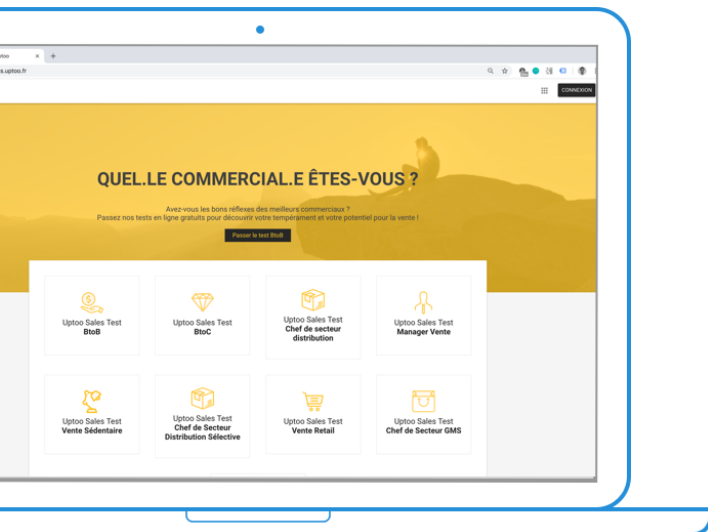 ptoo × +
s.uptoo.fr
CONNEXION
QUEL.LE COMMERCIAL.E ÊTES-VOUS ?
Avez-vous les bons réflexes des meilleurs commerciaux ?
Passez nos tests en ligne gratuits pour découvrir votre tempérament et votre potentiel pour la vente !
Passer le test BtoB
Uptoo Sales Test
BtoB
Uptoo Sales Test
BtoC
Uptoo Sales Test
Chef de secteur
distribution
Uptoo Sales Test
Manager Vente
Uptoo Sales Test
Vente Sédentaire
Uptoo Sales Test
Chef de Secteur
Distribution Sélective
Uptoo Sales Test
Vente Retail
Uptoo Sales Test
Chef de Secteur GMS